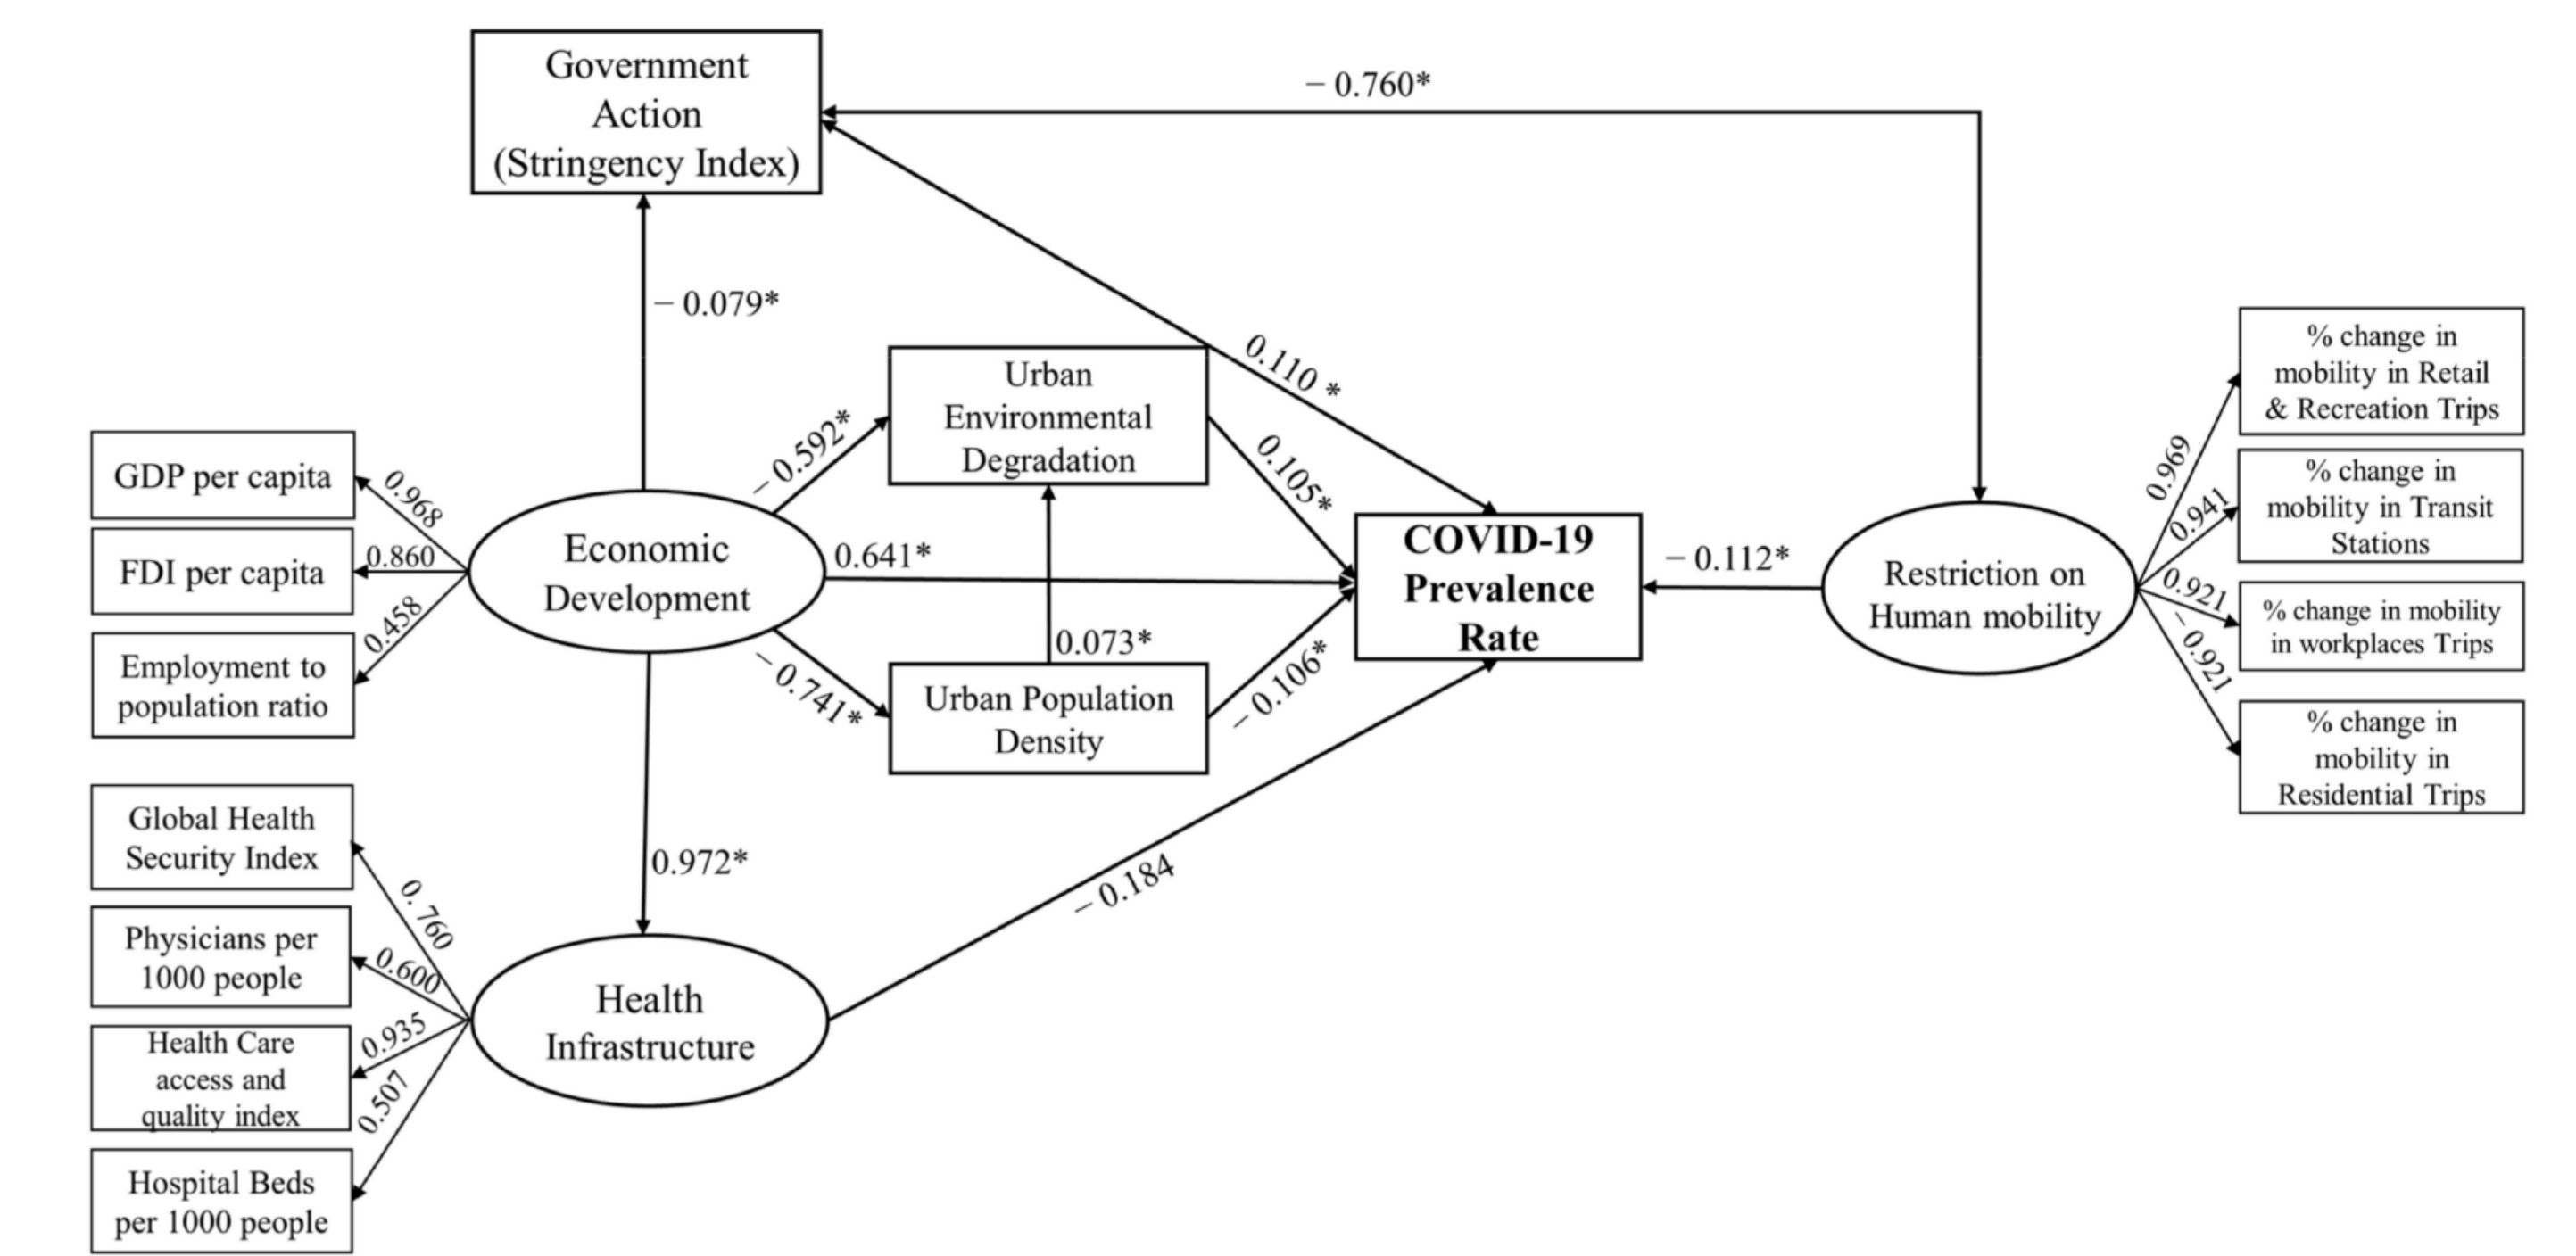 Government
Action
(Stringency Index)
− 0.760*
− 0.079*
0.110 *
Urban
Environmental
Degradation
− 0.592*
0.105*
GDP per capita
FDI per capita
Employment to
population ratio
0.968
0.860
0.458
Economic
Development
0.641*
0.073*
− 0.741*
Urban Population
Density
− 0.106*
COVID-19
Prevalence
Rate
− 0.112*
Restriction on
Human mobility
0.969
0.941
0.921
− 0.921
% change in
mobility in Retail
& Recreation Trips
% change in
mobility in Transit
Stations
% change in mobility
in workplaces Trips
% change in
mobility in
Residential Trips
0.972*
− 0.184
Global Health
Security Index
Physicians per
1000 people
Health Care
access and
quality index
Hospital Beds
per 1000 people
0. 760
0.600
0.935
0.507
Health
Infrastructure